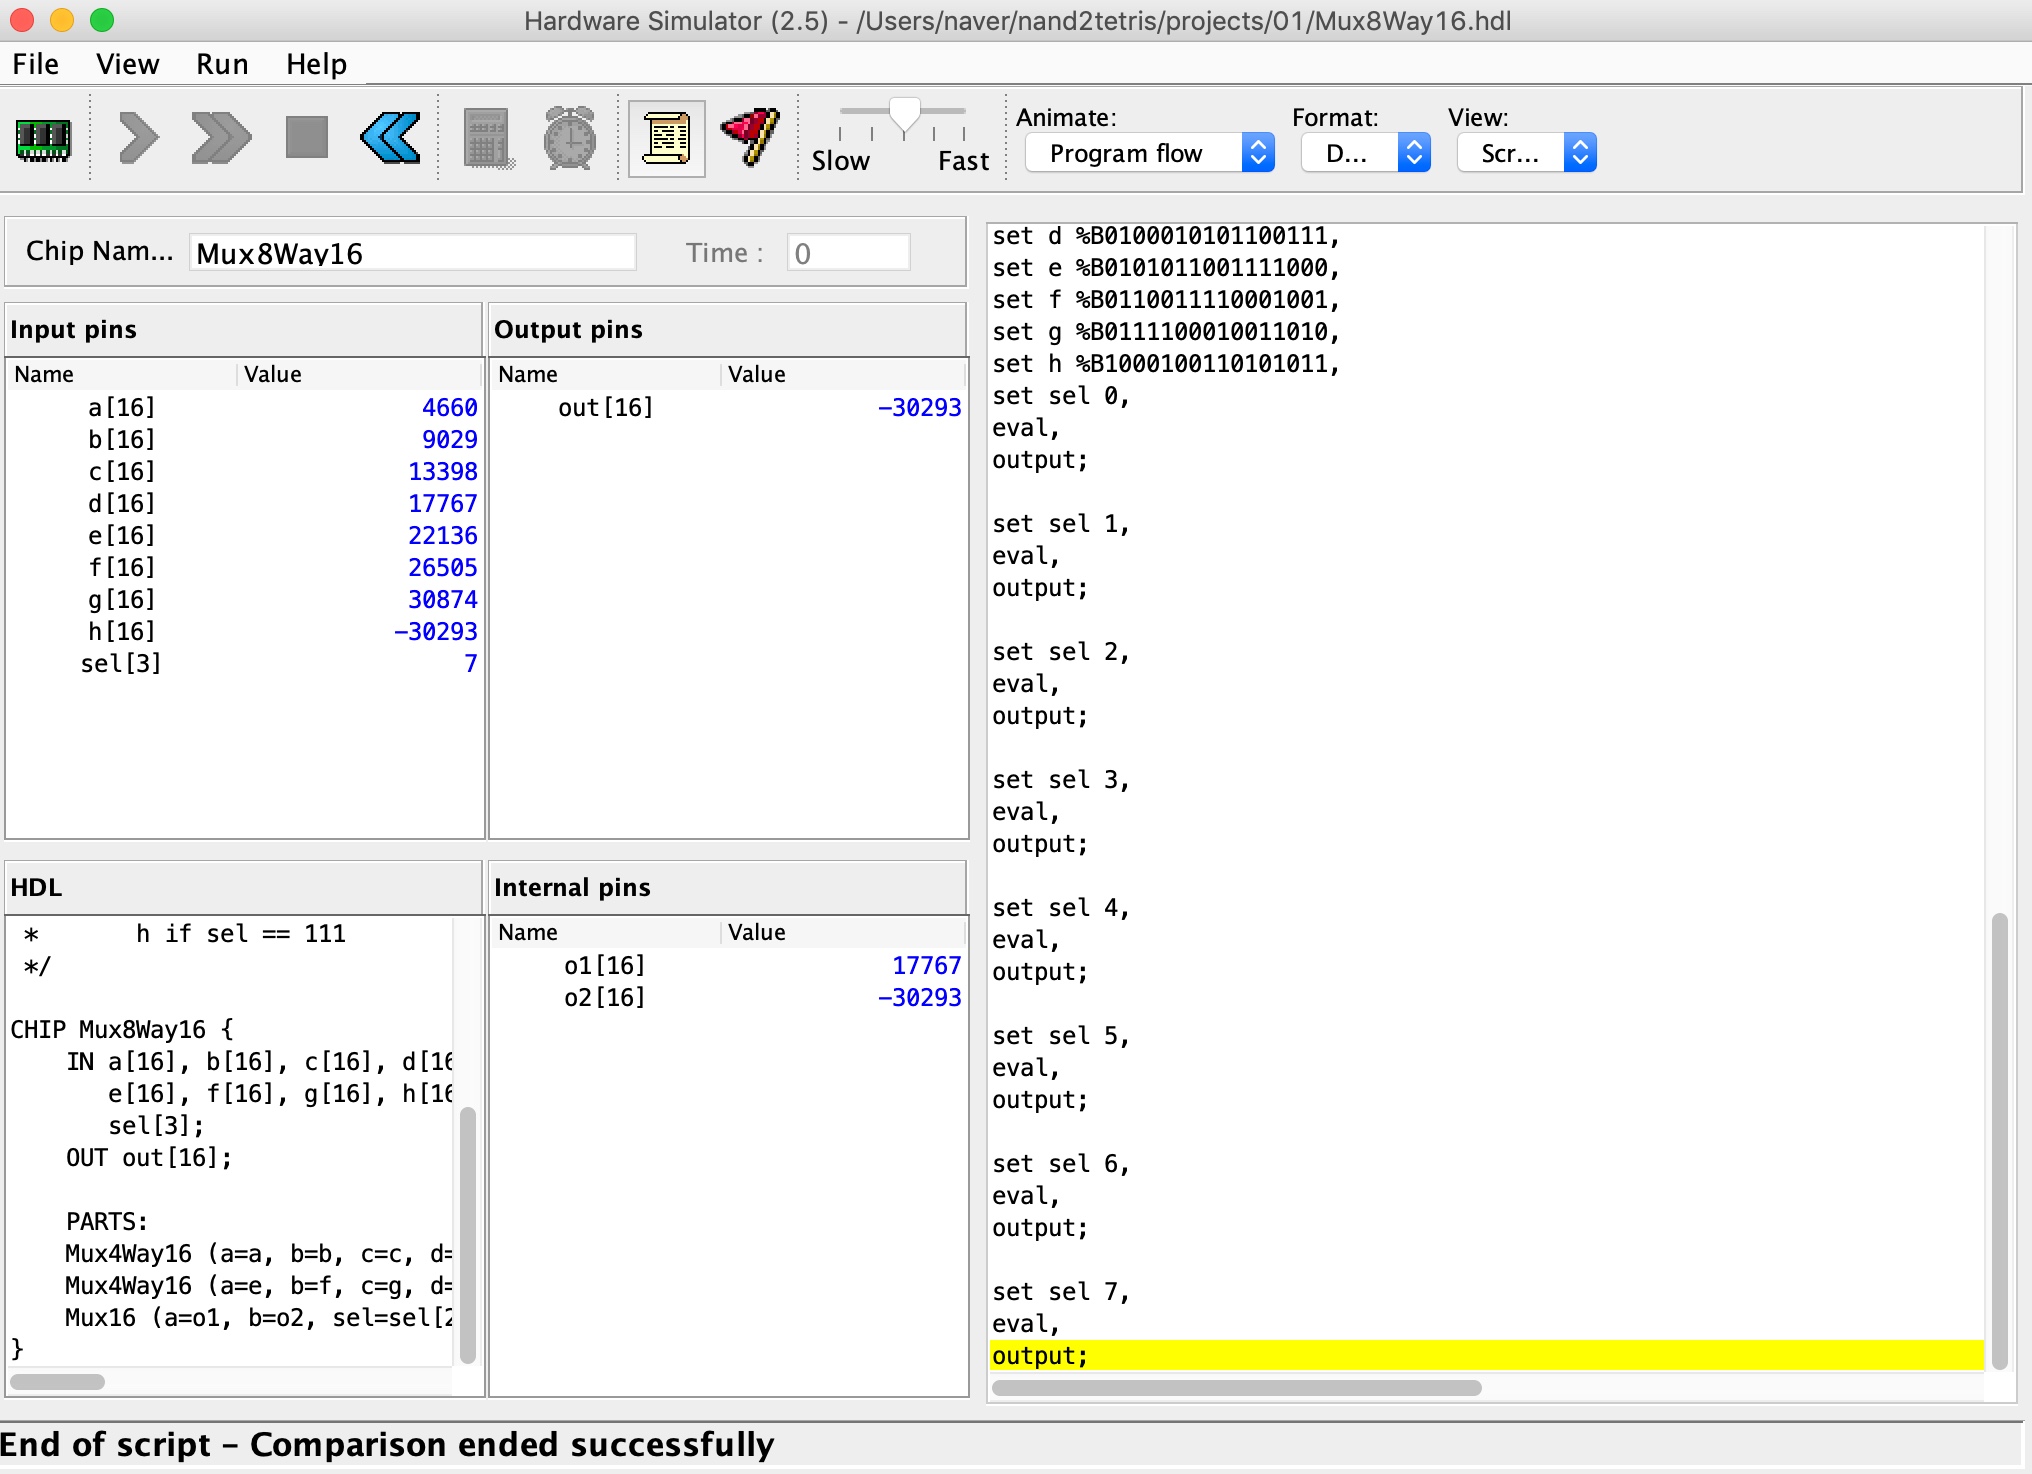 Hardware Simulator (2.5) - /Users/naver/nand2tetris/projects/01/Mux8Way16.hdl
File View Run Help
Slow Fast
Animate: Format: View:
Program flow D... Scr...
Chip Nam... Mux8Way16 Time : 0
Input pins
Name Value
a[16] 4660
b[16] 9029
c[16] 13398
d[16] 17767
e[16] 22136
f[16] 26505
g[16] 30874
h[16] -30293
sel[3] 7
Output pins
Name Value
out[16] -30293
HDL
* h if sel == 111
*/
CHIP Mux8Way16 {
IN a[16], b[16], c[16], d[16
e[16], f[16], g[16], h[16
sel[3];
OUT out[16];
PARTS:
Mux4Way16 (a=a, b=b, c=c, d=
Mux4Way16 (a=e, b=f, c=g, d=
Mux16 (a=o1, b=o2, sel=sel[2
}
Internal pins
Name Value
o1[16] 17767
o2[16] -30293
set d %B0100010101100111,
set e %B0101011001111000,
set f %B0110011110001001,
set g %B0111100010011010,
set h %B1000100110101011,
set sel 0,
eval,
output;
set sel 1,
eval,
output;
set sel 2,
eval,
output;
set sel 3,
eval,
output;
set sel 4,
eval,
output;
set sel 5,
eval,
output;
set sel 6,
eval,
output;
set sel 7,
eval,
output;
End of script - Comparison ended successfully